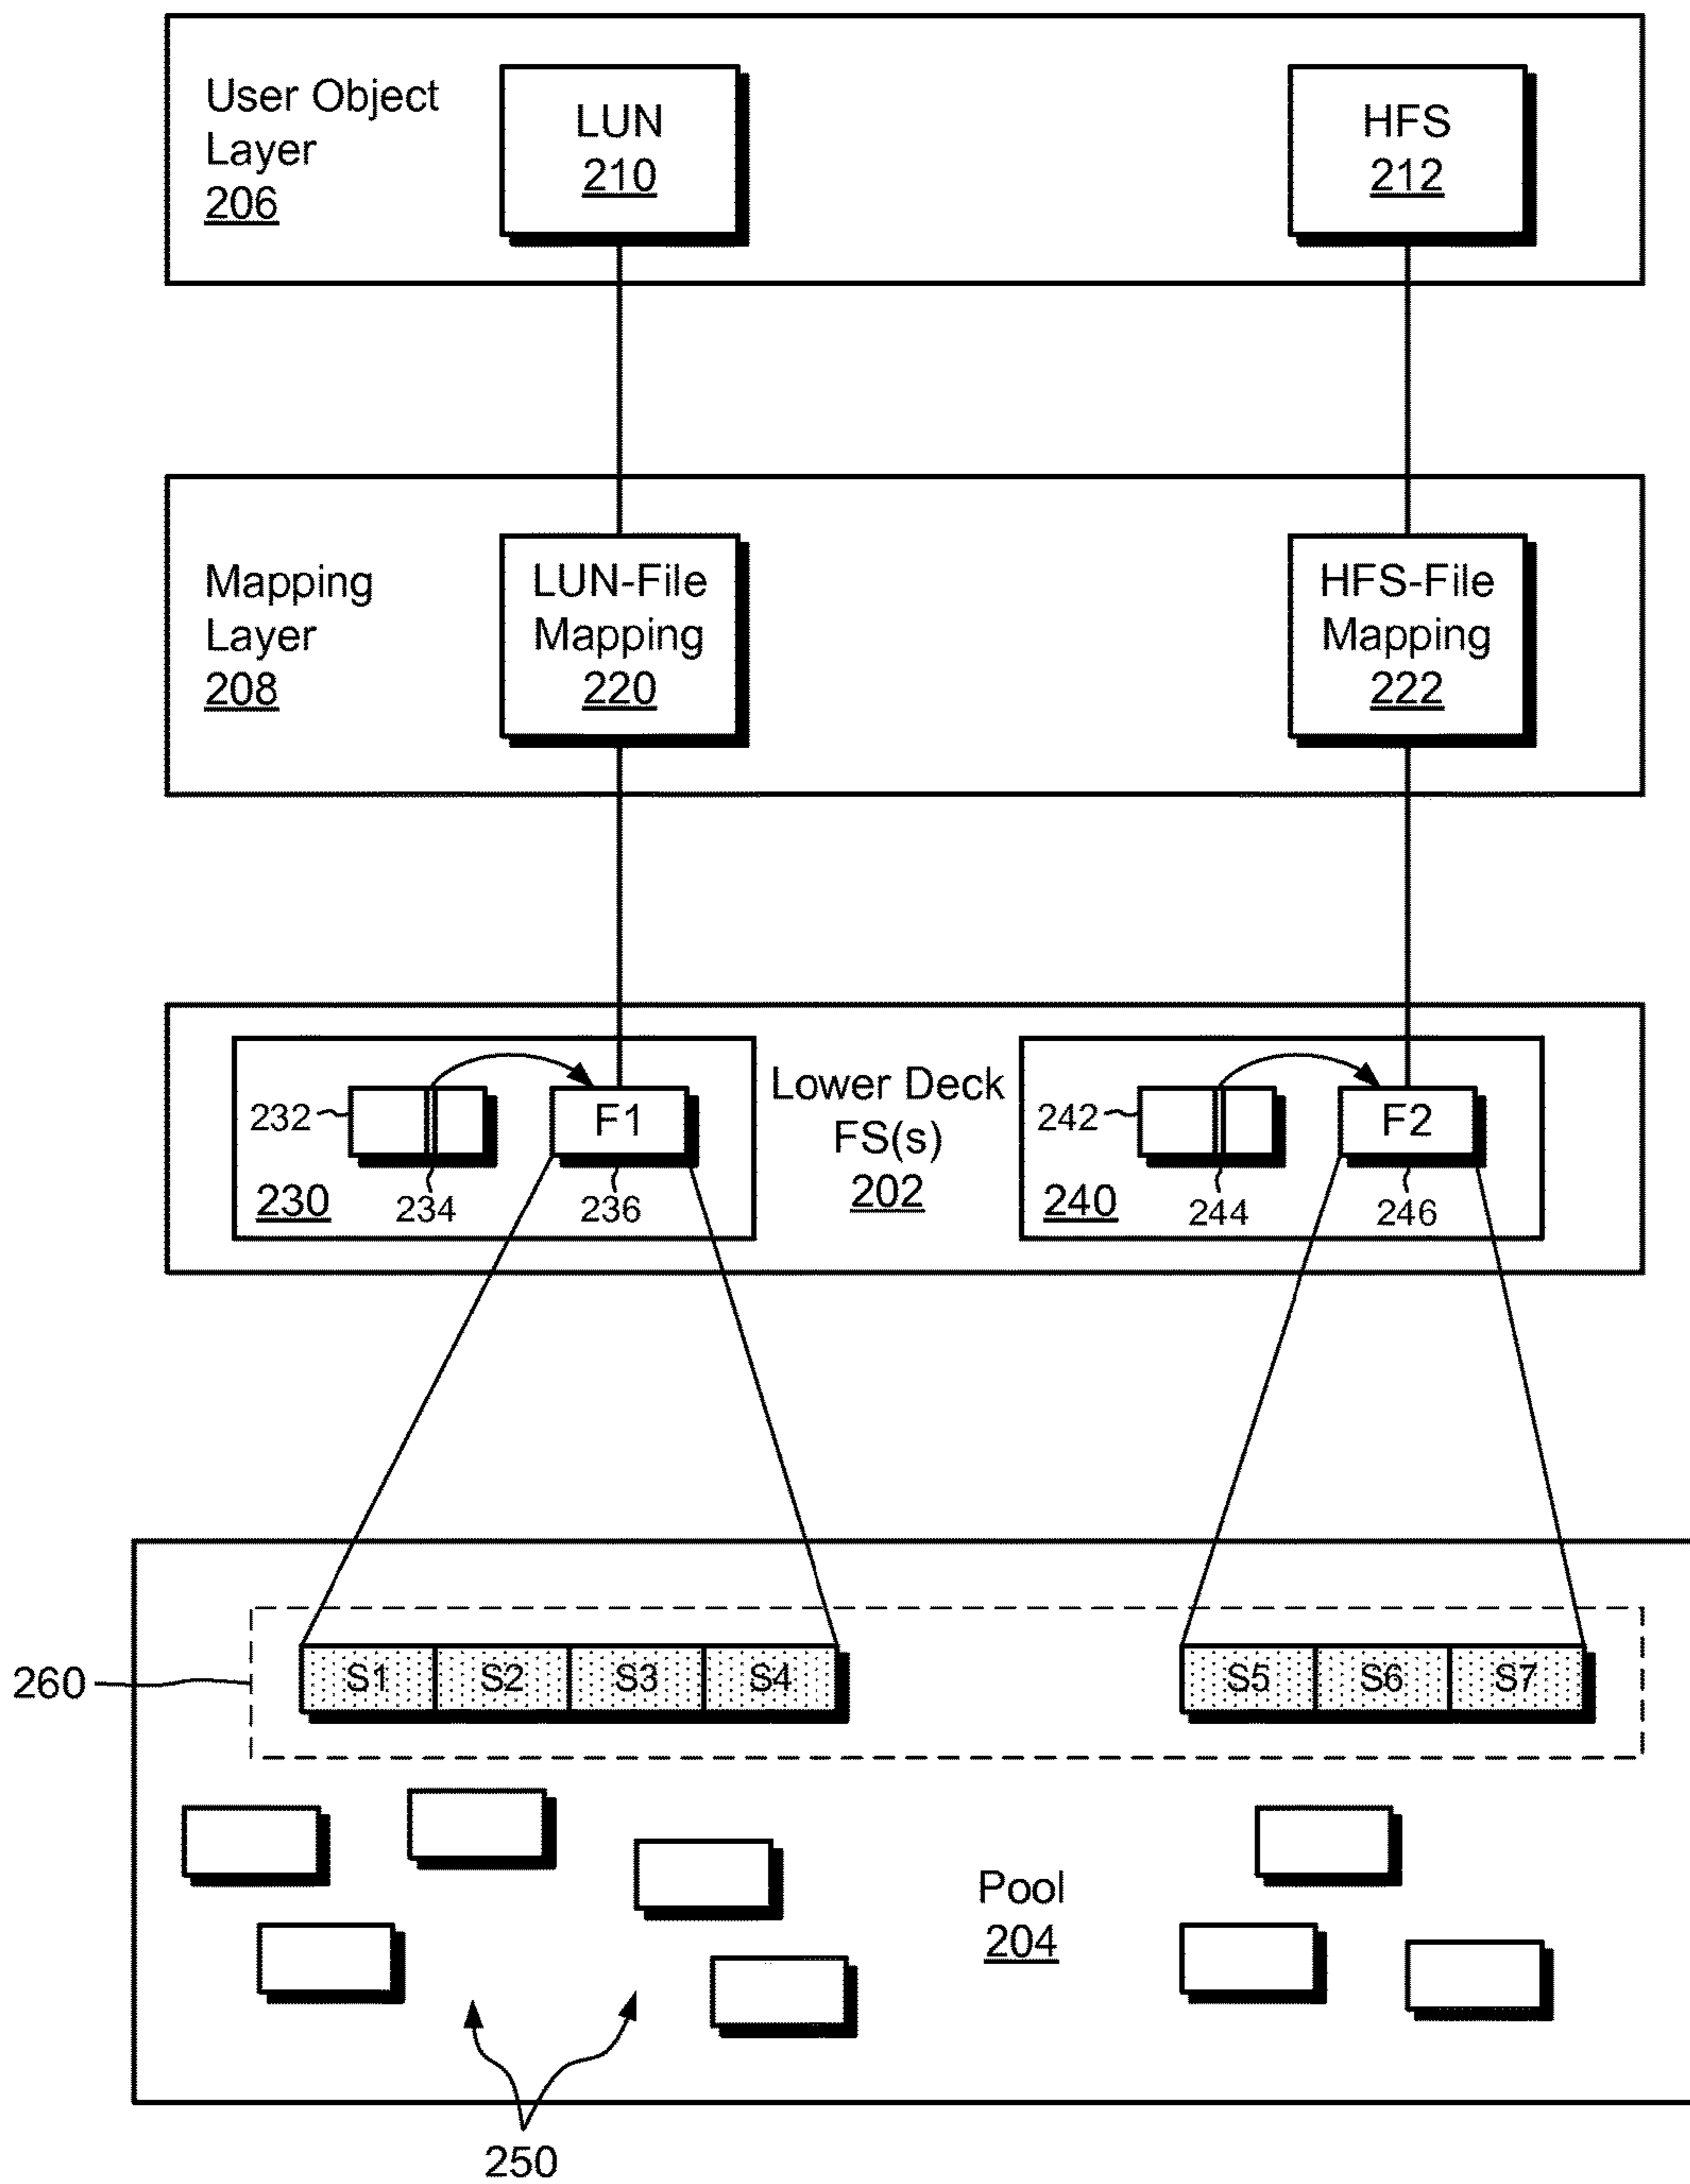 User Object
Layer
206
LUN
210
HFS
212
Mapping
Layer
208
LUN-File
Mapping
220
HFS-File
Mapping
222
232
234
F1
236
230
Lower Deck
FS(s)
202
242
244
F2
246
240
260
S1
S2
S3
S4
S5
S6
S7
Pool
204
250